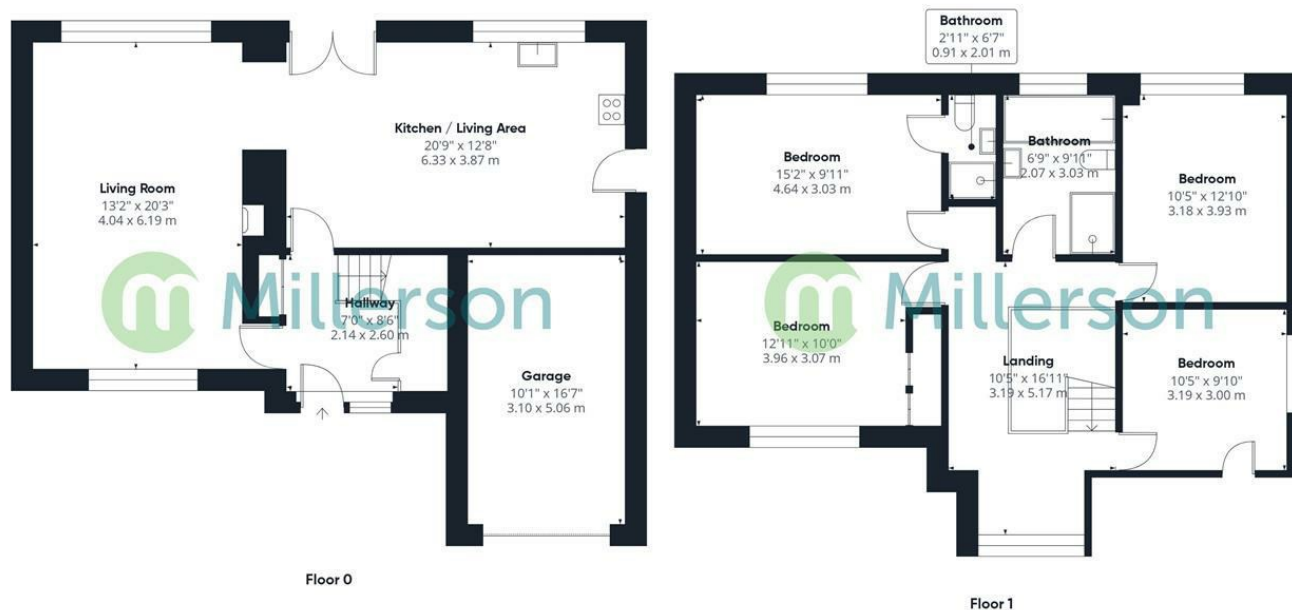 Living Room
13'2" x 20'3"
4.04 x 6.19 m
Kitchen / Living Area
20'9" x 12'8"
6.33 x 3.87 m
Hallway
7'0" x 8'6"
2.14 x 2.60 m
Garage
10'1" x 16'7"
3.10 x 5.06 m
m Millerson
Floor 0
Bathroom
2'11" x 6'7"
0.91 x 2.01 m
Bedroom
15'2" x 9'11"
4.64 x 3.03 m
Bathroom
6'9" x 9'11"
2.07 x 3.03 m
Bedroom
10'5" x 12'10"
3.18 x 3.93 m
Bedroom
12'11" x 10'0"
3.96 x 3.07 m
Landing
10'5" x 16'11"
3.19 x 5.17 m
Bedroom
10'5" x 9'10"
3.19 x 3.00 m
m Millerson
Floor 1